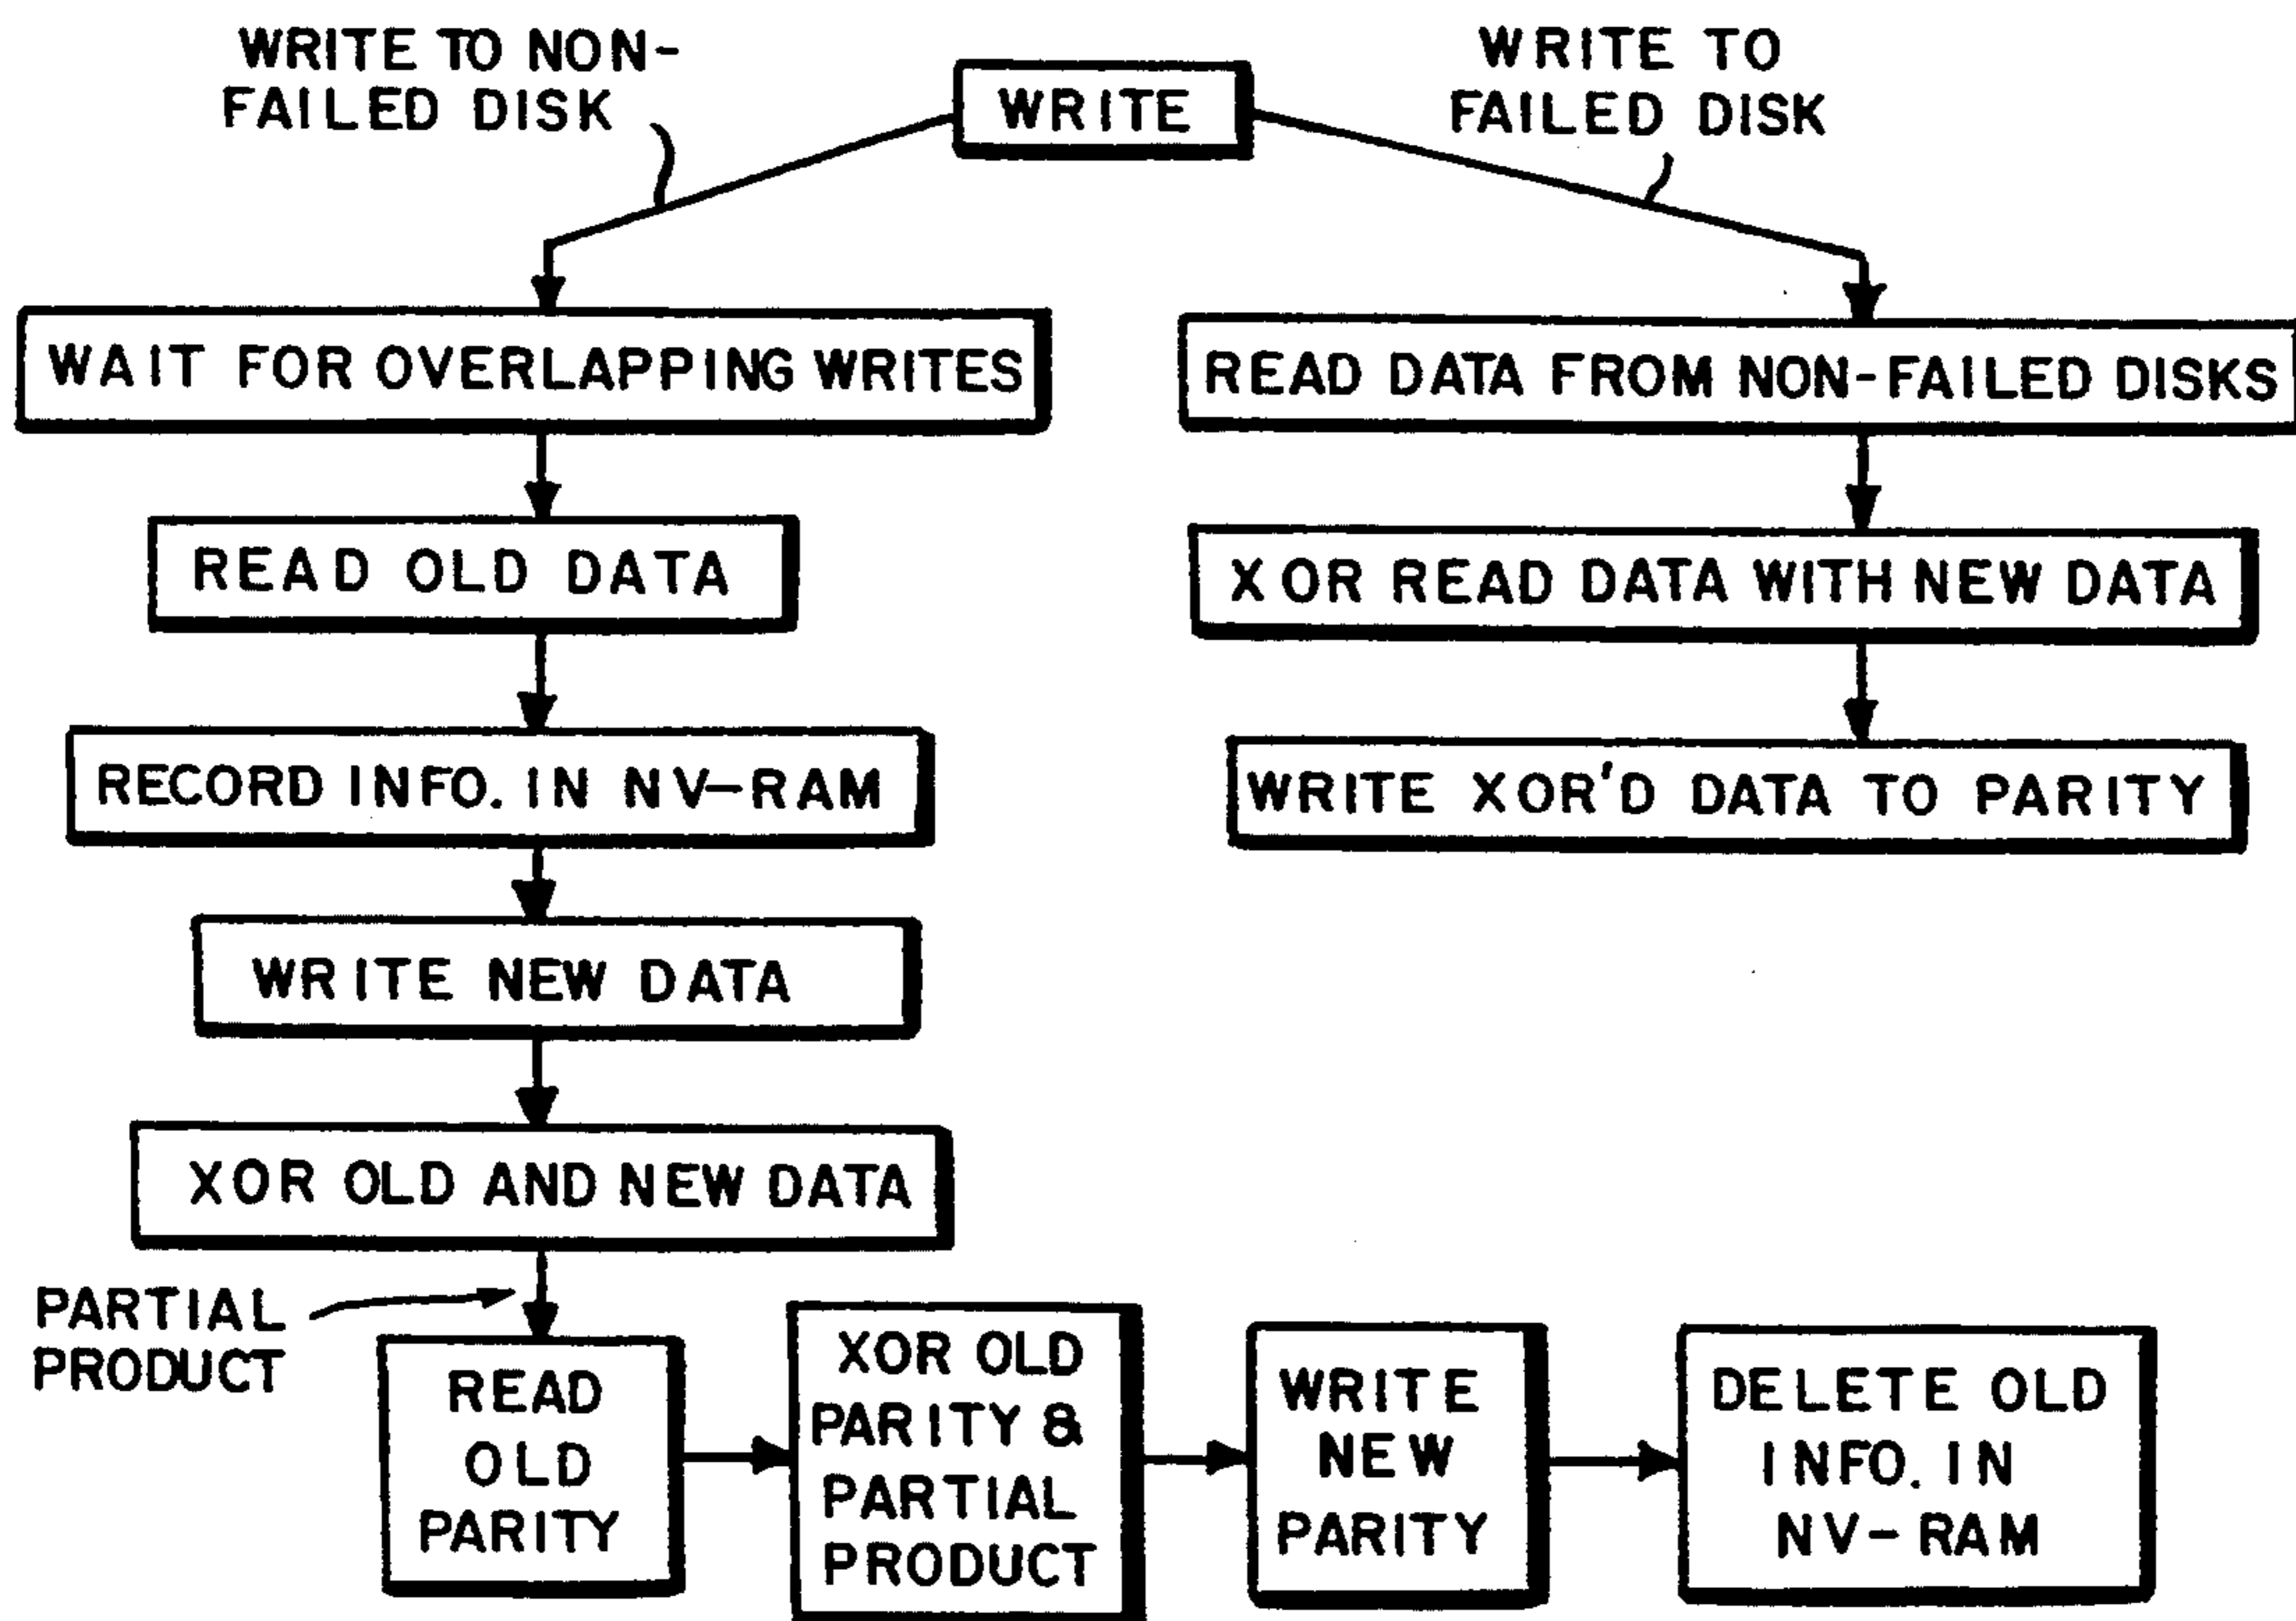 WRITE TO NON-
FAILED DISK
WRITE
WRITE TO
FAILED DISK
WAIT FOR OVERLAPPING WRITES
READ OLD DATA
RECORD INFO. IN NV-RAM
WRITE NEW DATA
XOR OLD AND NEW DATA
PARTIAL
PRODUCT
READ
OLD
PARITY
XOR OLD
PARITY &
PARTIAL
PRODUCT
WRITE
NEW
PARITY
DELETE OLD
INFO. IN
NV-RAM
READ DATA FROM NON-FAILED DISKS
XOR READ DATA WITH NEW DATA
WRITE XOR'D DATA TO PARITY